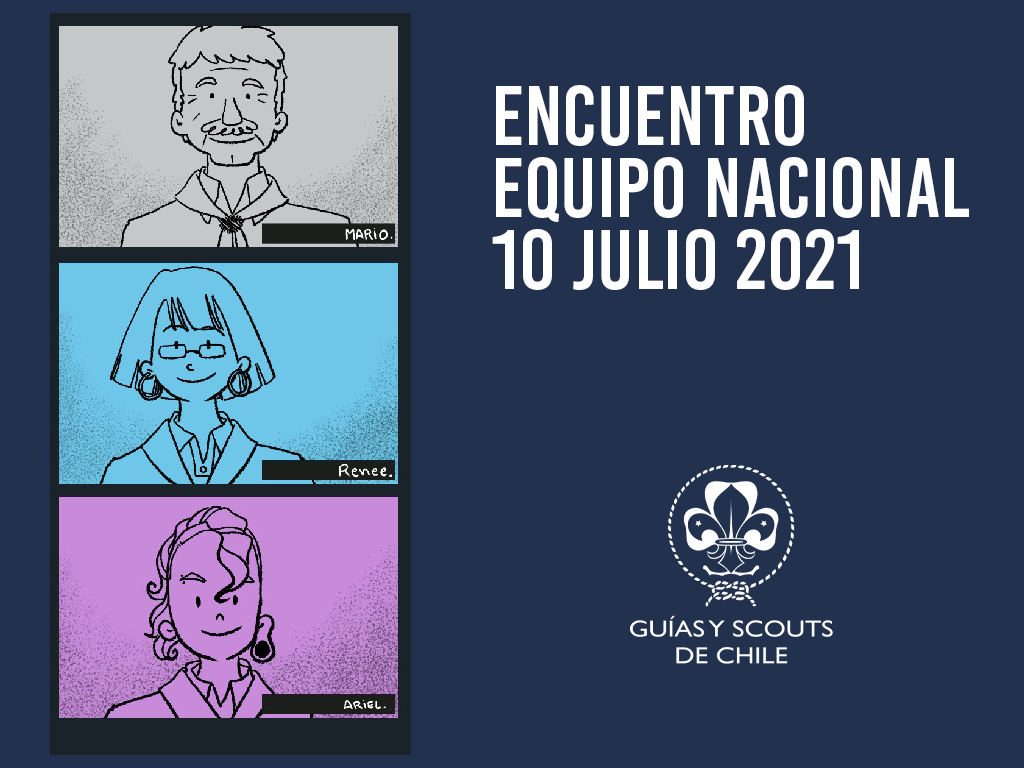 MARIO.
Renee.
ARIEL.
ENCUENTRO
EQUIPO NACIONAL
10 JULIO 2021
GUÍAS Y SCOUTS
DE CHILE